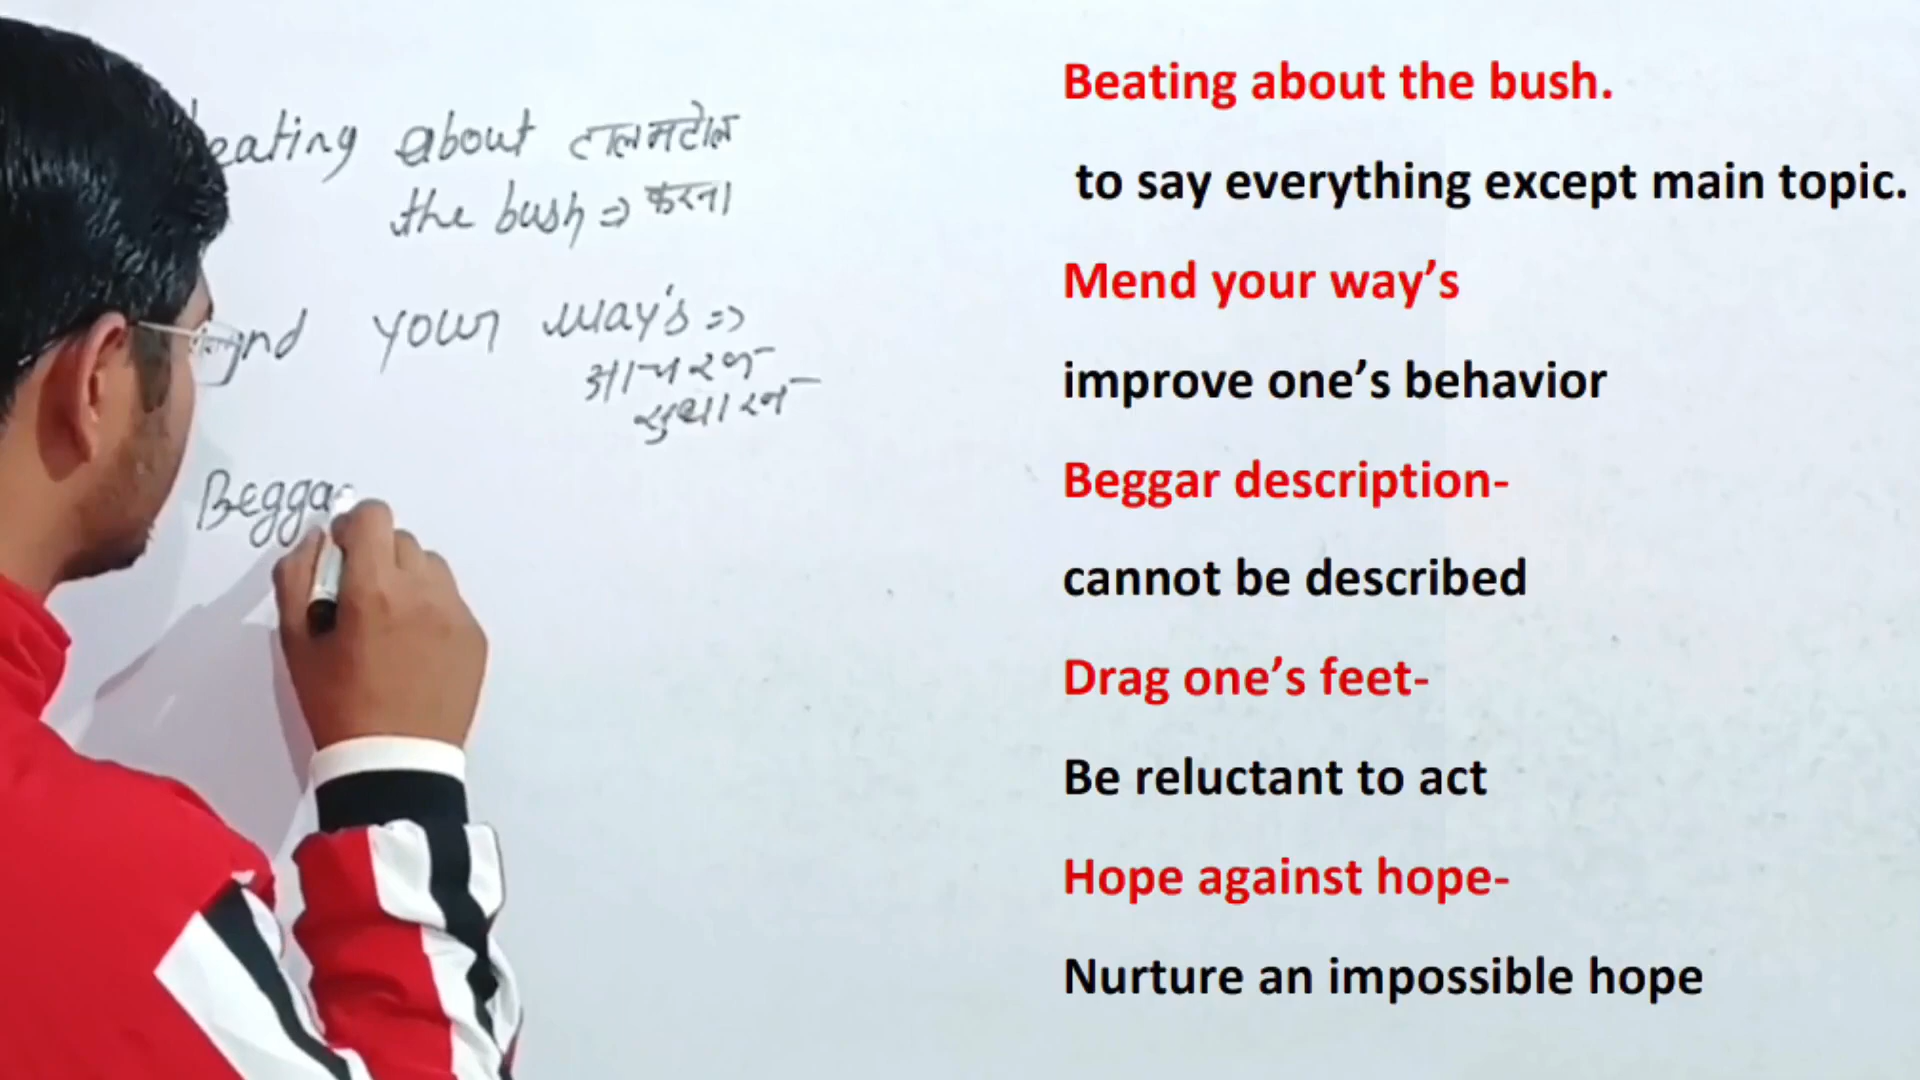 eating about टालमटोल
the bush => करना
end your way's =>
आचरण
सुधारना
Begga
Beating about the bush.
to say everything except main topic.
Mend your way’s
improve one’s behavior
Beggar description-
cannot be described
Drag one’s feet-
Be reluctant to act
Hope against hope-
Nurture an impossible hope